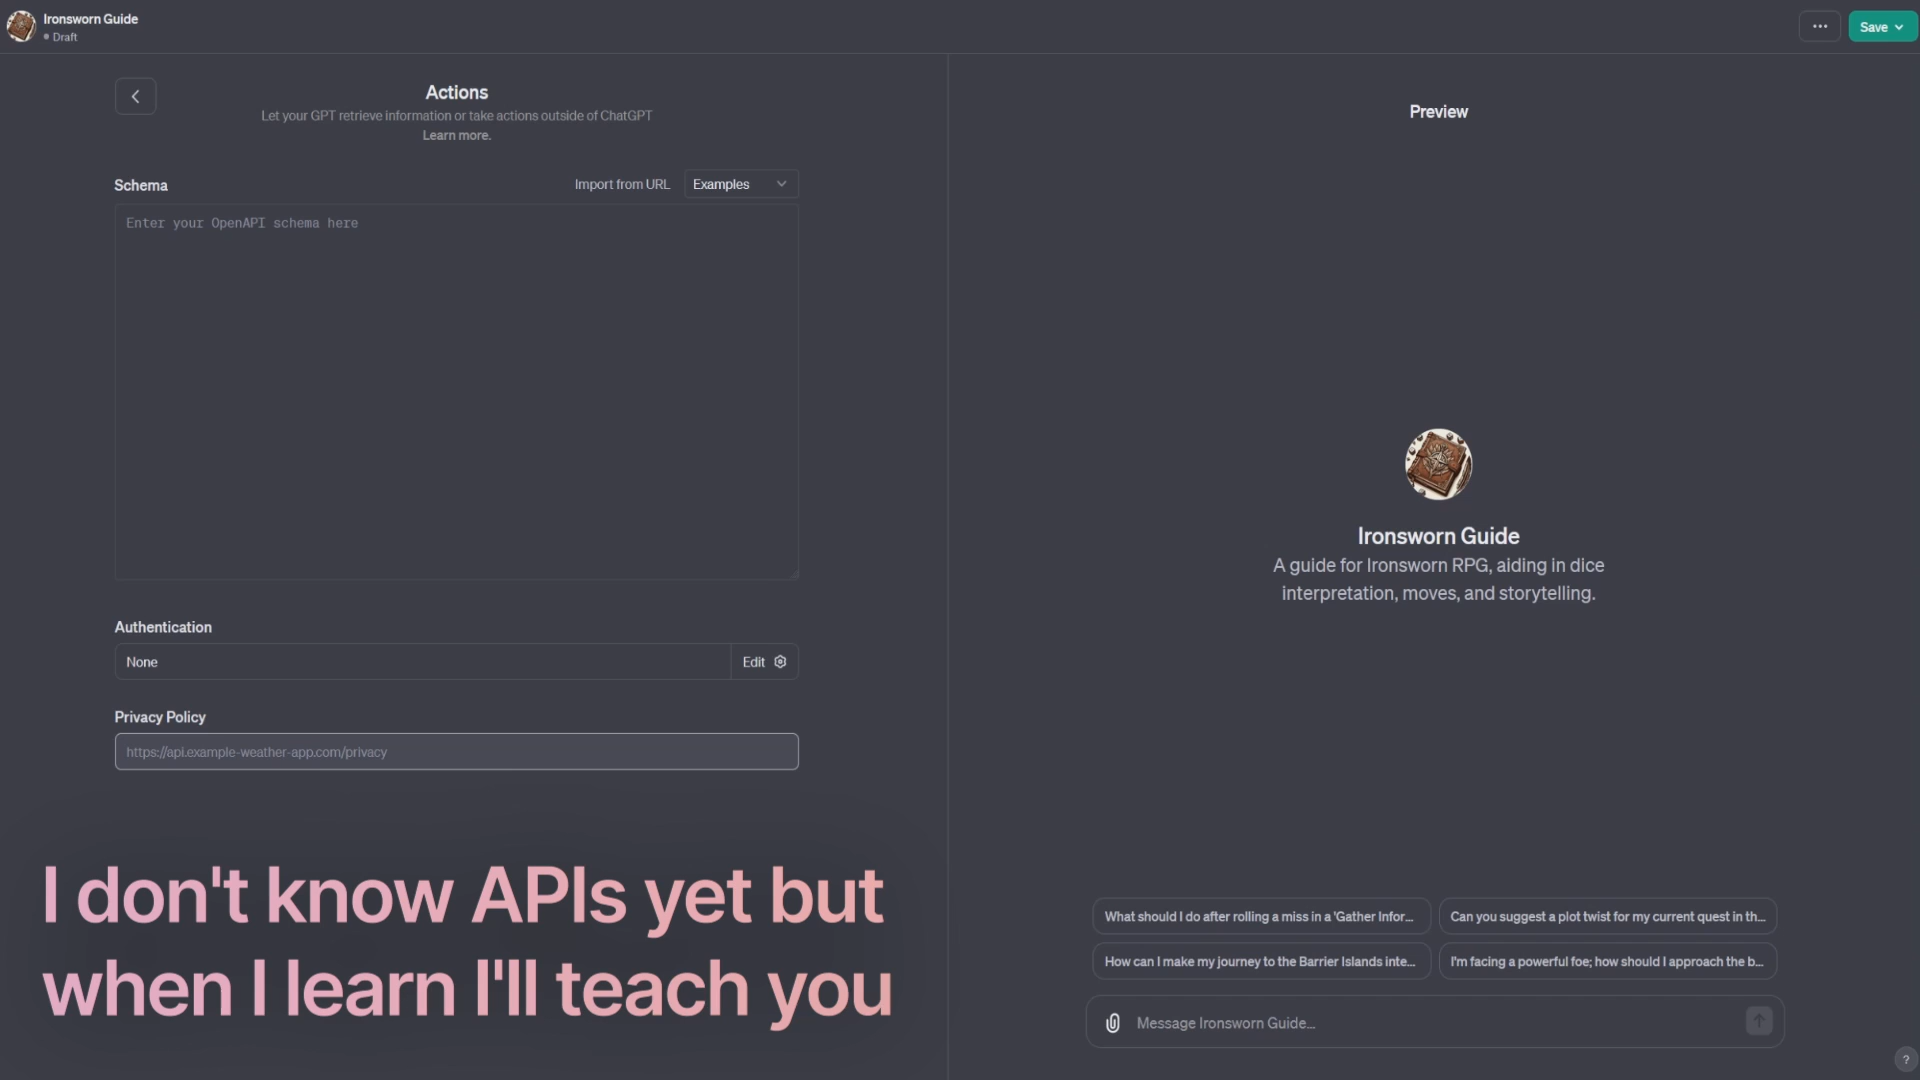 Ironsworn Guide
Draft
Save
Actions
Let your GPT retrieve information or take actions outside of ChatGPT
Learn more.
Schema
Import from URL
Examples
Enter your OpenAPI schema here
Authentication
None
Edit
Privacy Policy
https://api.example-weather-app.com/privacy
I don't know APIs yet but
when I learn I'll teach you
Preview
Ironsworn Guide
A guide for Ironsworn RPG, aiding in dice
interpretation, moves, and storytelling.
What should I do after rolling a miss in a 'Gather Infor...
Can you suggest a plot twist for my current quest in th...
How can I make my journey to the Barrier Islands inte...
I'm facing a powerful foe; how should I approach the b...
Message Ironsworn Guide...
?